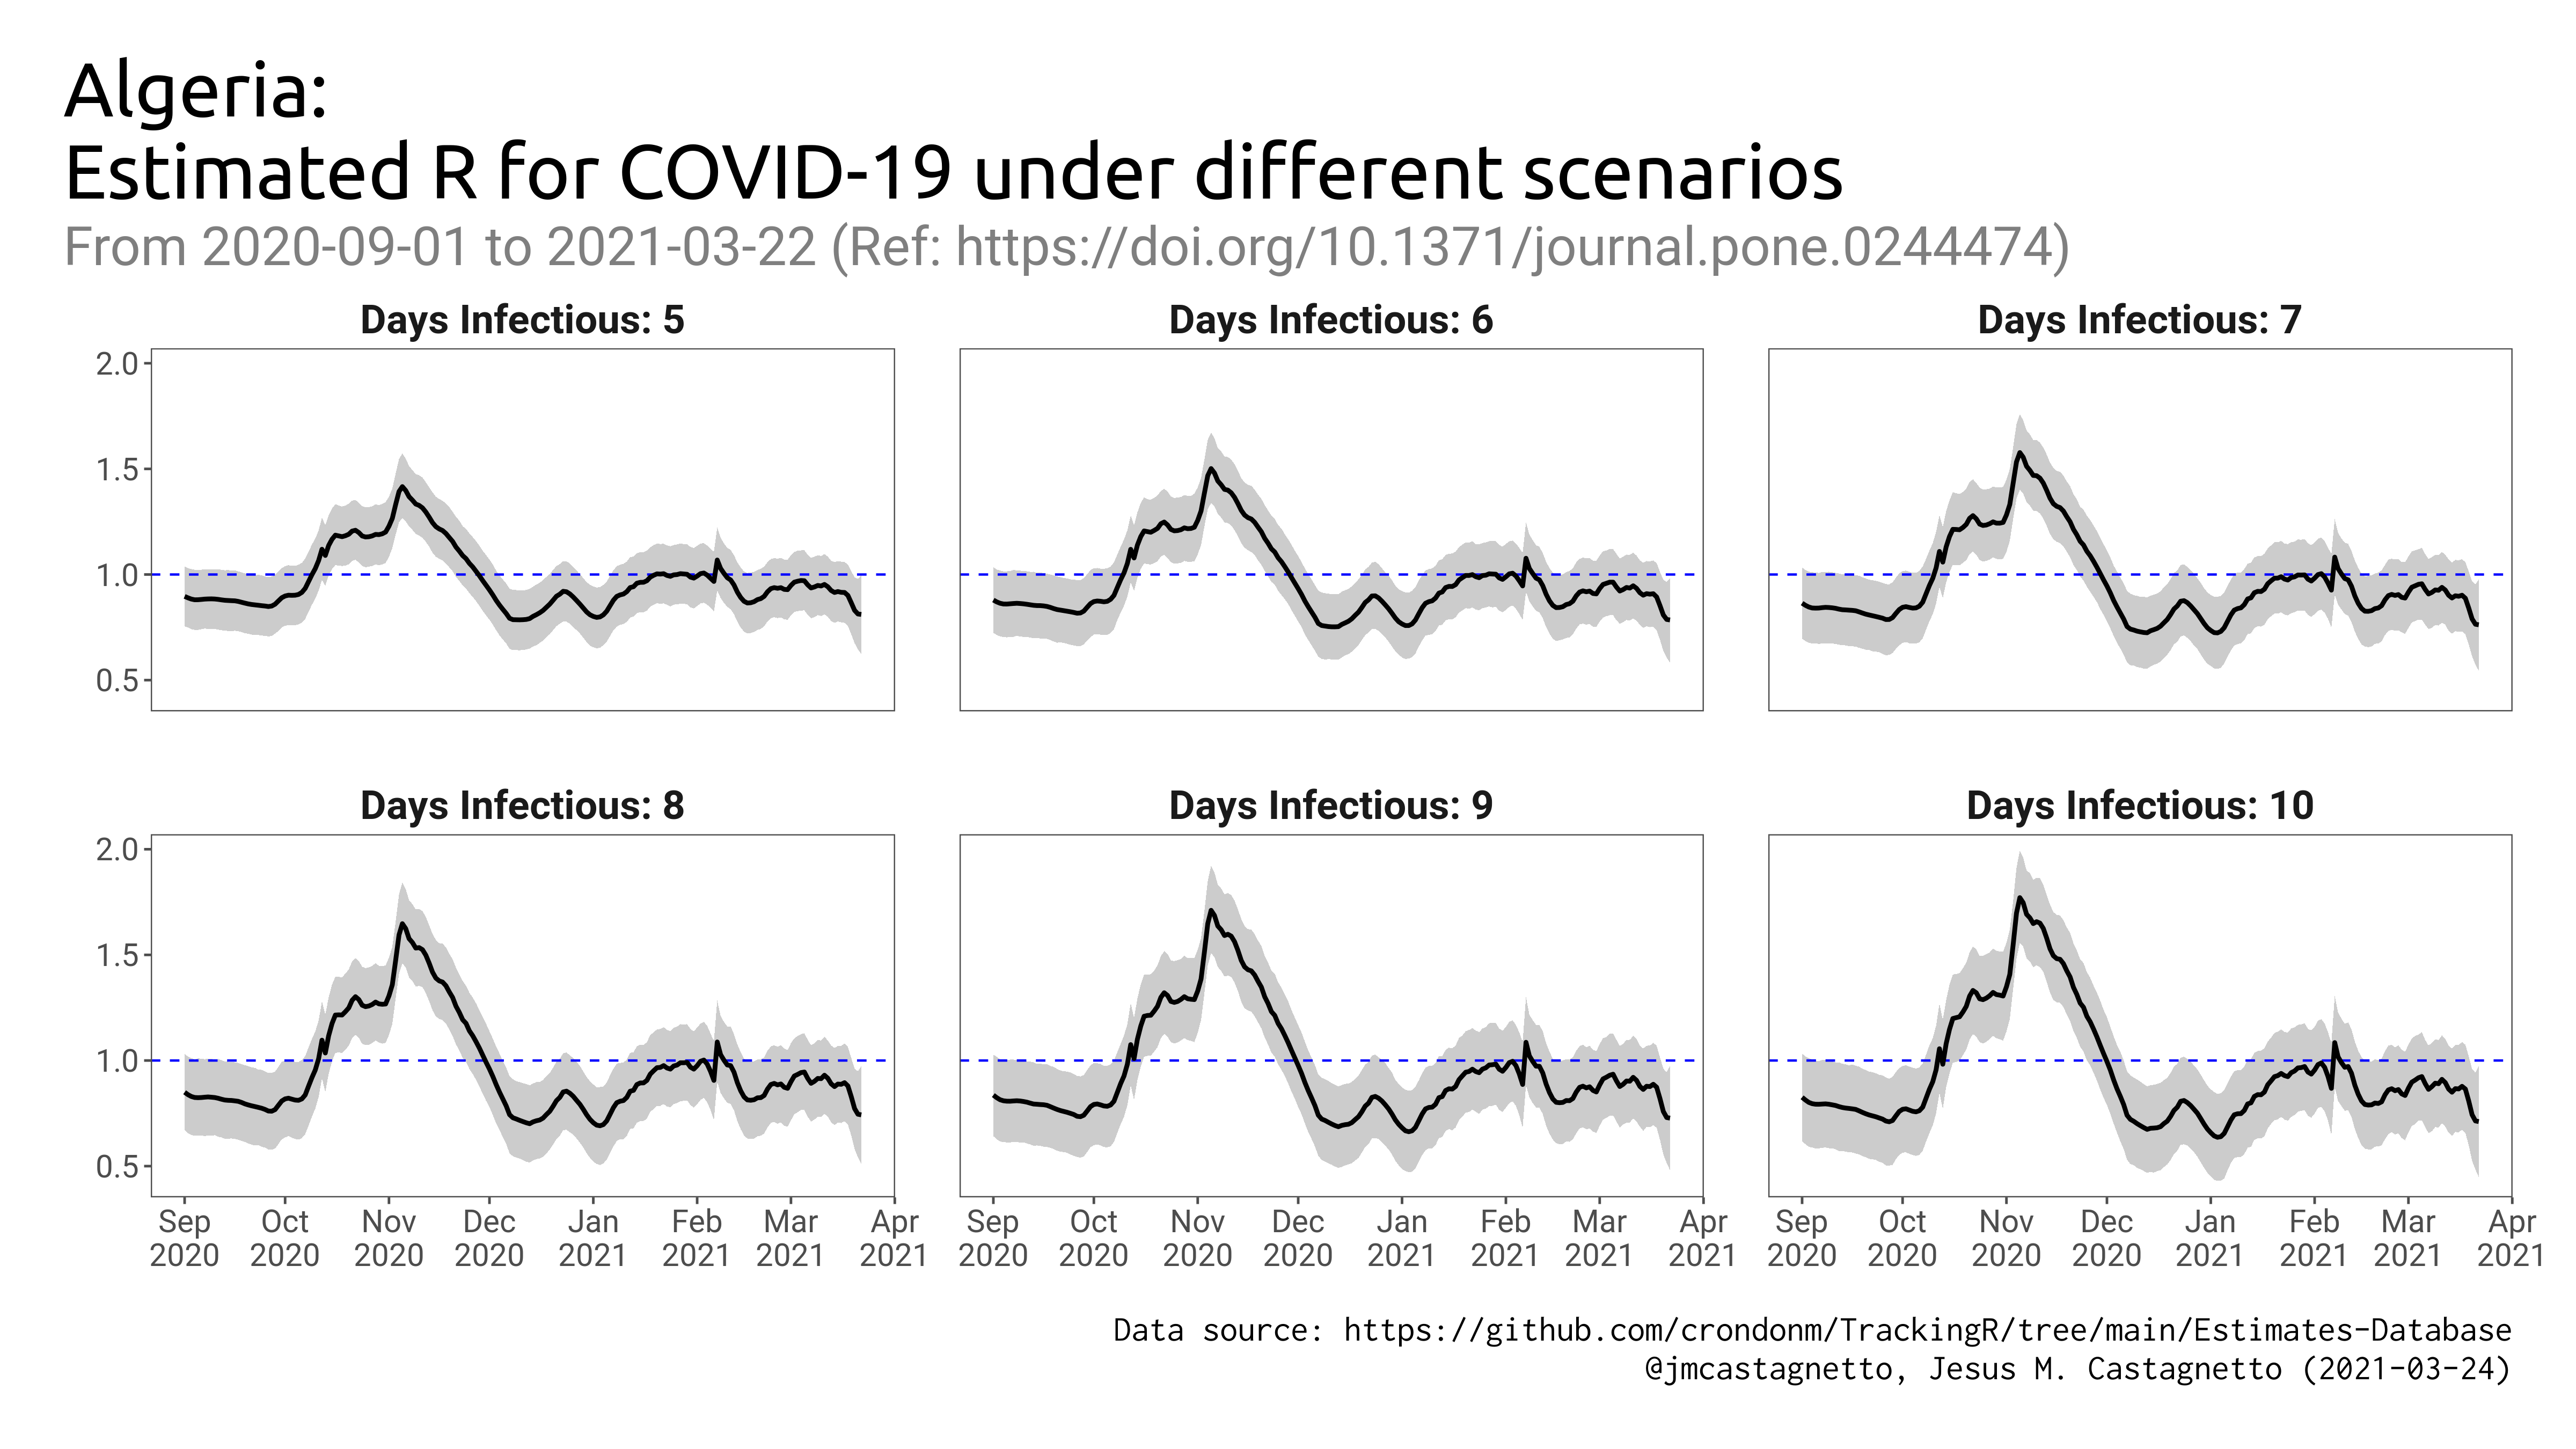 Algeria:
Estimated R for COVID-19 under different scenarios
From 2020-09-01 to 2021-03-22 (Ref: https://doi.org/10.1371/journal.pone.0244474)
Days Infectious: 5
Days Infectious: 6
Days Infectious: 7
2.0
1.5
1.0
0.5
Days Infectious: 8
Days Infectious: 9
Days Infectious: 10
2.0
1.5
1.0
0.5
Sep Oct Nov Dec Jan Feb Mar Apr
2020 2020 2020 2020 2021 2021 2021 2021
Sep Oct Nov Dec Jan Feb Mar Apr
2020 2020 2020 2020 2021 2021 2021 2021
Sep Oct Nov Dec Jan Feb Mar Apr
2020 2020 2020 2020 2021 2021 2021 2021
Data source: https://github.com/crondonm/TrackingR/tree/main/Estimates-Database
@jmcastagnetto, Jesus M. Castagnetto (2021-03-24)